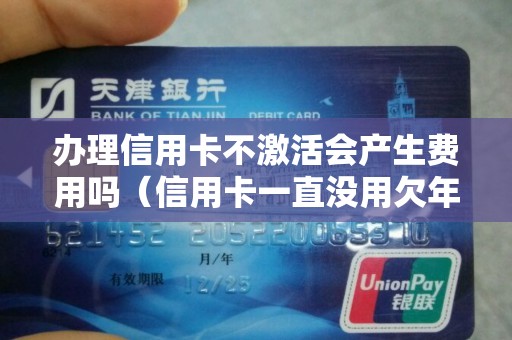 天津銀行
BANK OF TIANJIN
DEBIT CARD
办理信用卡不激活会产生费
用吗（信用卡一直没用欠年
621452
月/年
有效期限
12/25
UnionPay
银联